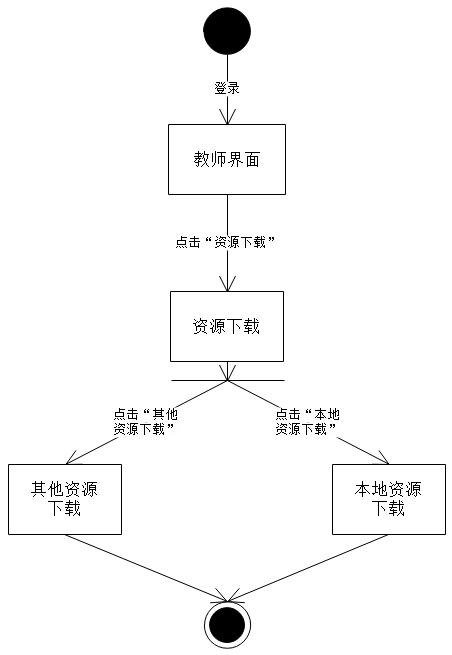 登录
教师界面
点击“资源下载”
资源下载
点击“其他
资源下载”
点击“本地
资源下载”
其他资源
下载
本地资源
下载